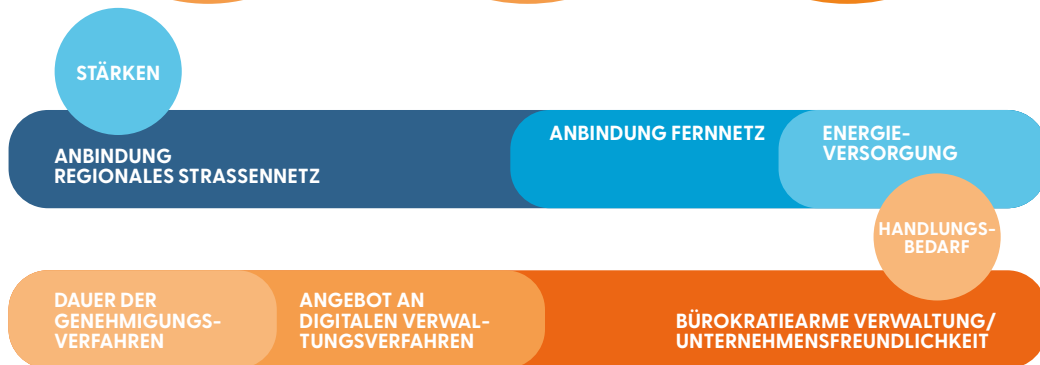 STÄRKEN
ANBINDUNG
REGIONALES STRASSENNETZ
ANBINDUNG FERNNETZ
ENERGIE-
VERSORGUNG
HANDLUNGS-
BEDARF
DAUER DER
GENEHMIGUNGS-
VERFAHREN
ANGEBOT AN
DIGITALEN VERWAL-
TUNGSVERFAHREN
BÜROKRATIEARME VERWALTUNG/
UNTERNEHMENSFREUNDLICHKEIT